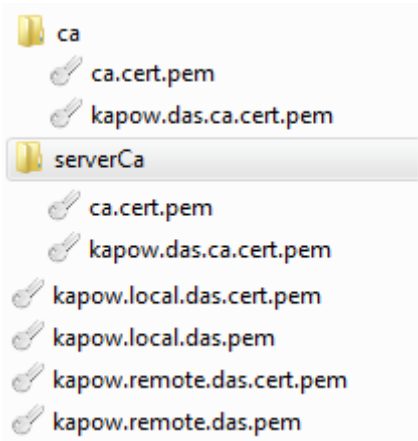 ca
ca.cert.pem
kapow.das.ca.cert.pem
serverCa
ca.cert.pem
kapow.das.ca.cert.pem
kapow.local.das.cert.pem
kapow.local.das.pem
kapow.remote.das.cert.pem
kapow.remote.das.pem